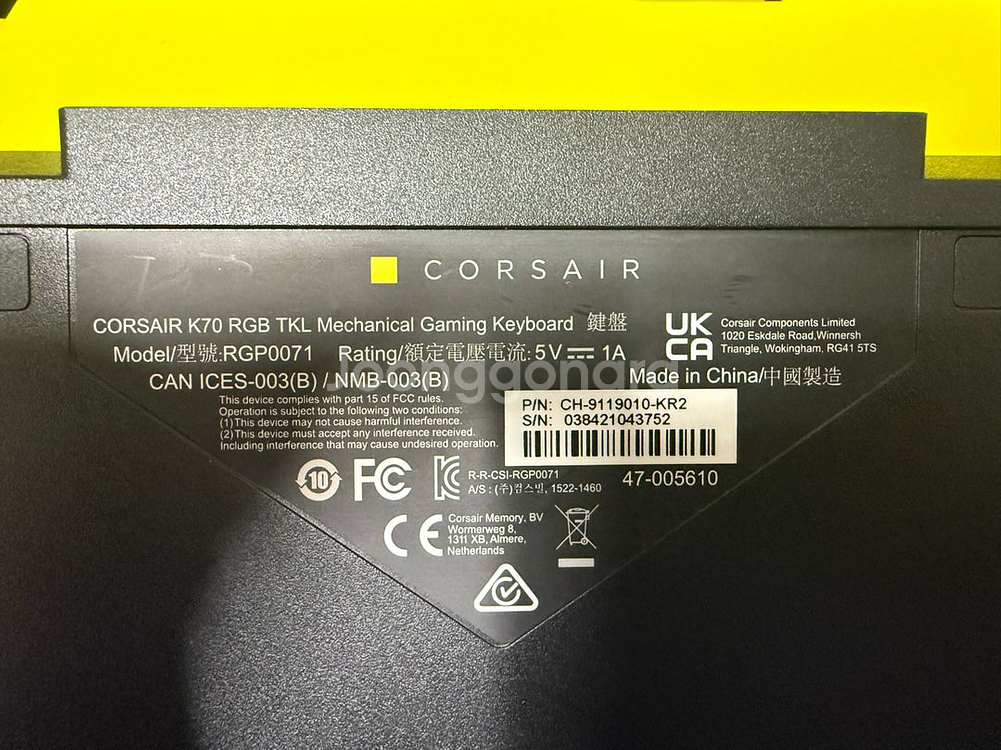 CORSAIR
CORSAIR K70 RGB TKL Mechanical Gaming Keyboard 鍵盤
Model/型號:RGP0071 Rating/額定電壓電流: 5V 1A
CAN ICES-003(B) / NMB-003(B)
This device complies with part 15 of FCC rules.
Operation is subject to the following two conditions:
(1)This device may not cause harmful interference.
(2)This device must accept any interference received.
Including interference that may cause undesired operation.
UK
CA
Corsair Components Limited
1020 Eskdale Road,Winnersh
Triangle, Wokingham, RG41 5TS
Made in China/中國製造
Joonggonara
P/N: CH-9119010-KR2
S/N: 038421043752
10
FC
R-R-CSI-RGP0071
A/S : (주)컴스빌, 1522-1460
47-005610
CE
Corsair Memory, BV
Wormerweg 8,
1311 XB, Almere,
Netherlands